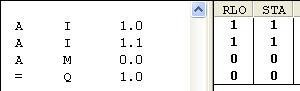 RLO STA
A I 1.0 1 1
A I 1.1 1 1
A M 0.0 0 0
= Q 1.0 0 0